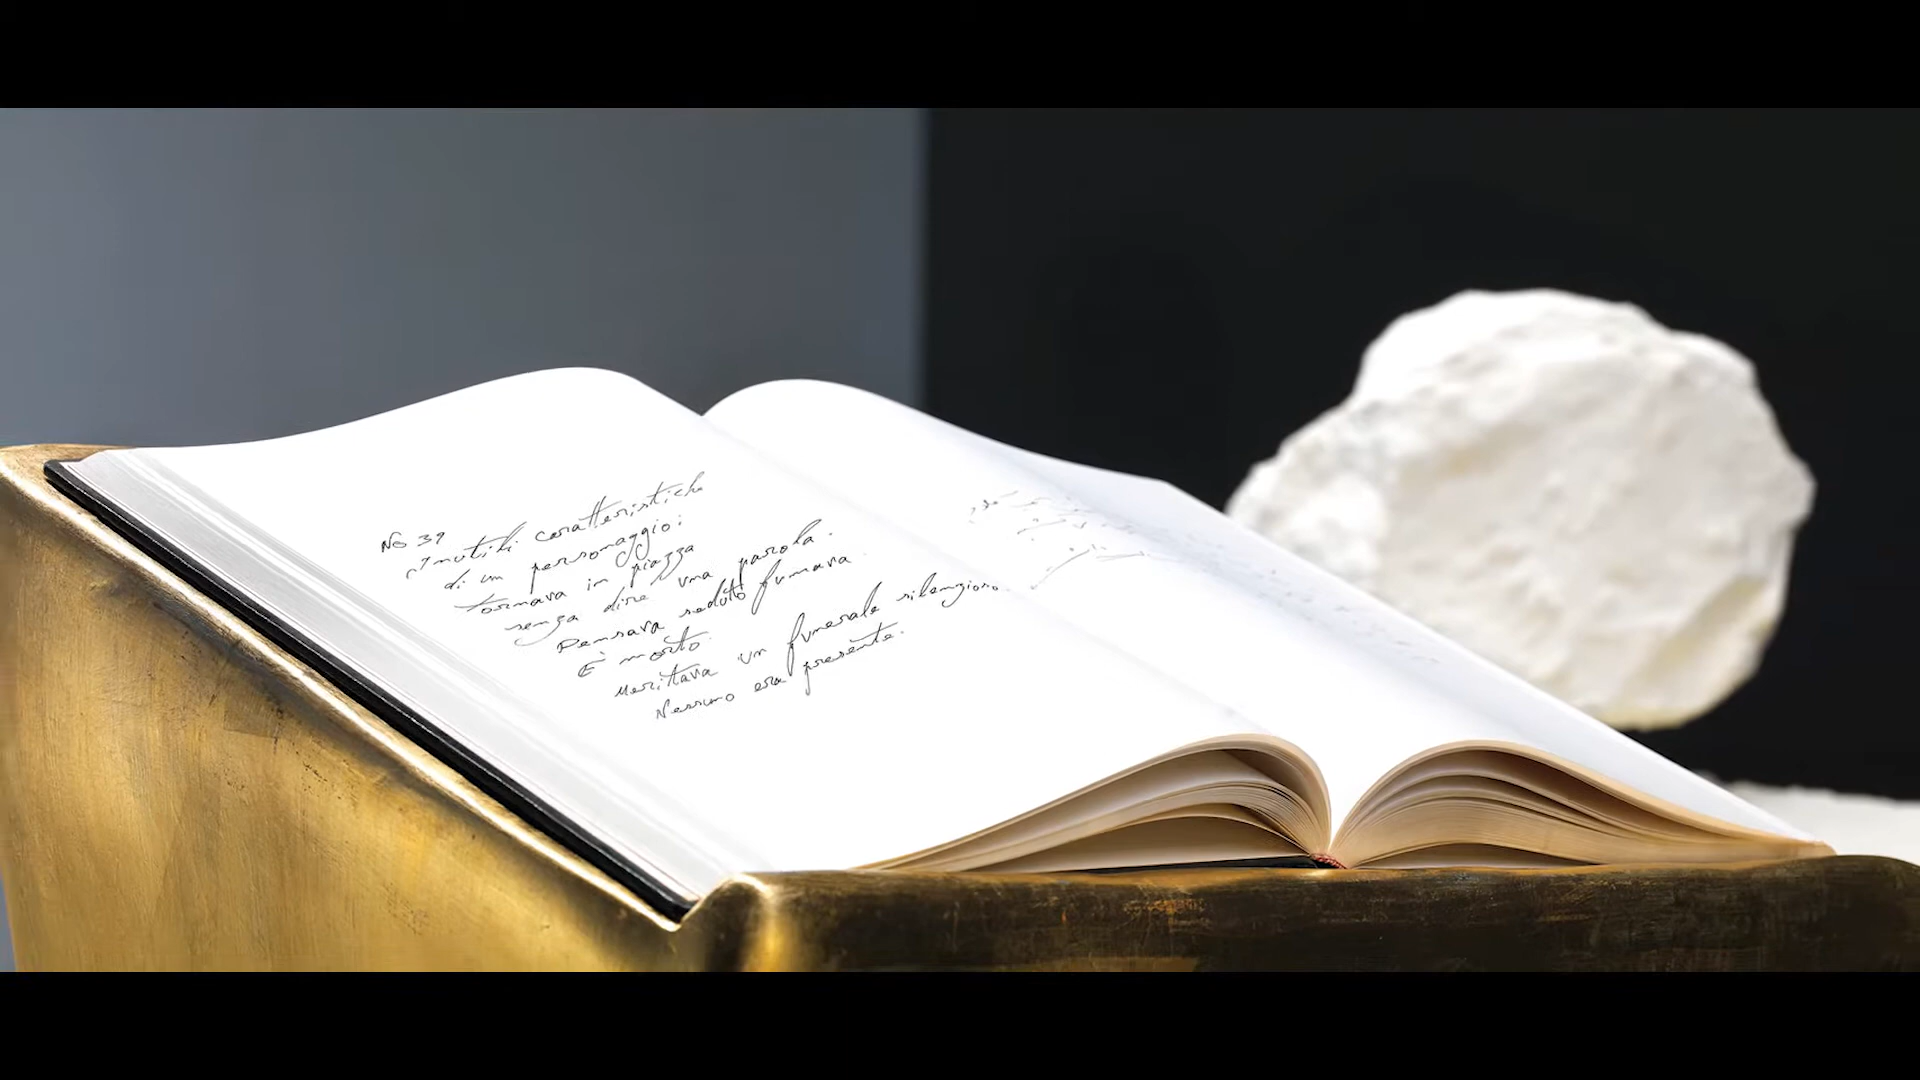 No 39
Inutili caratteristiche
di un personaggio:
tornava in piazza
senza dire una parola.
Pensava seduto fumava.
È morto
Meritava un funerale silenzioso.
Nessuno era presente.